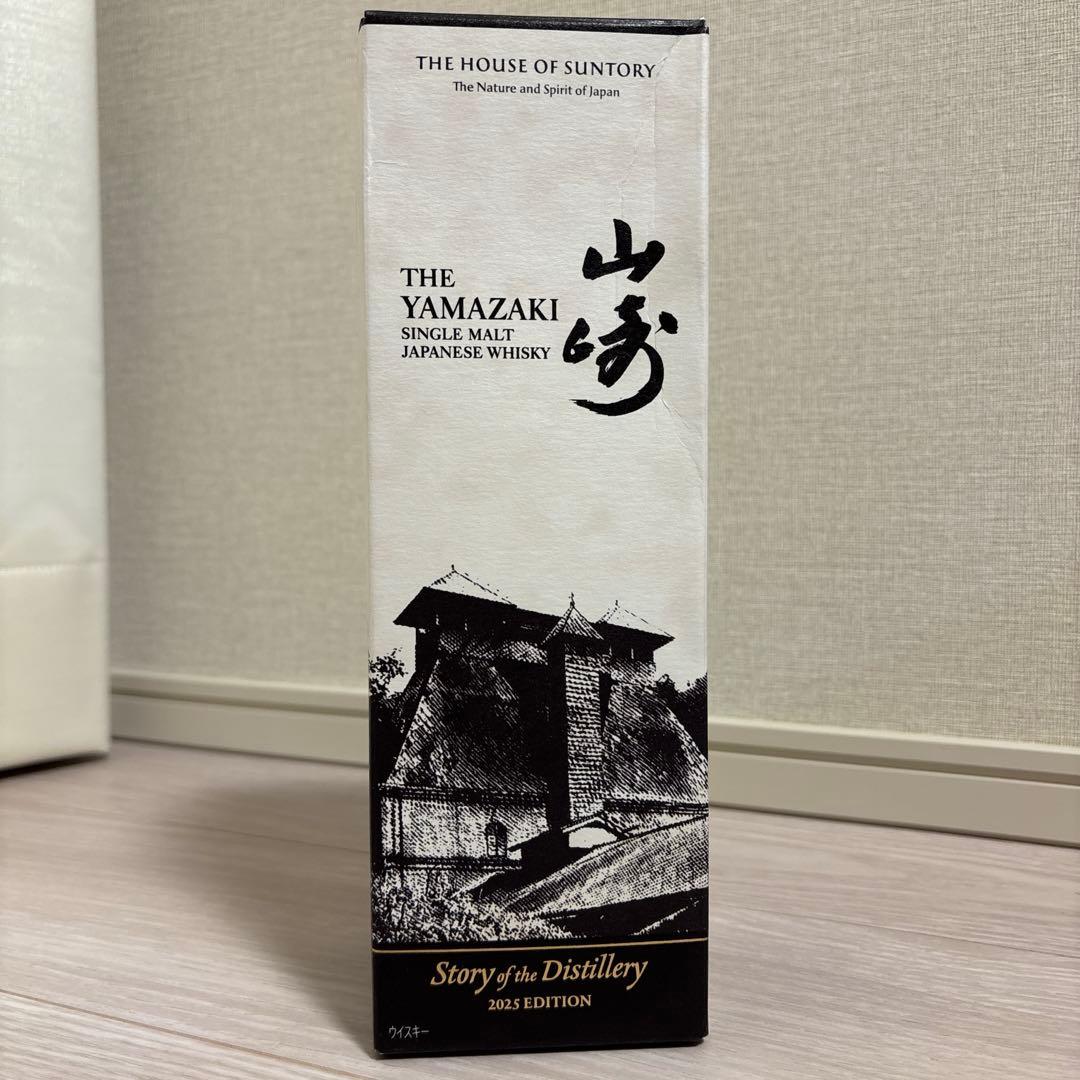 THE HOUSE OF SUNTORY
The Nature and Spirit of Japan
山崎
THE
YAMAZAKI
SINGLE MALT
JAPANESE WHISKY
Story of the Distillery
2025 EDITION
ウイスキー